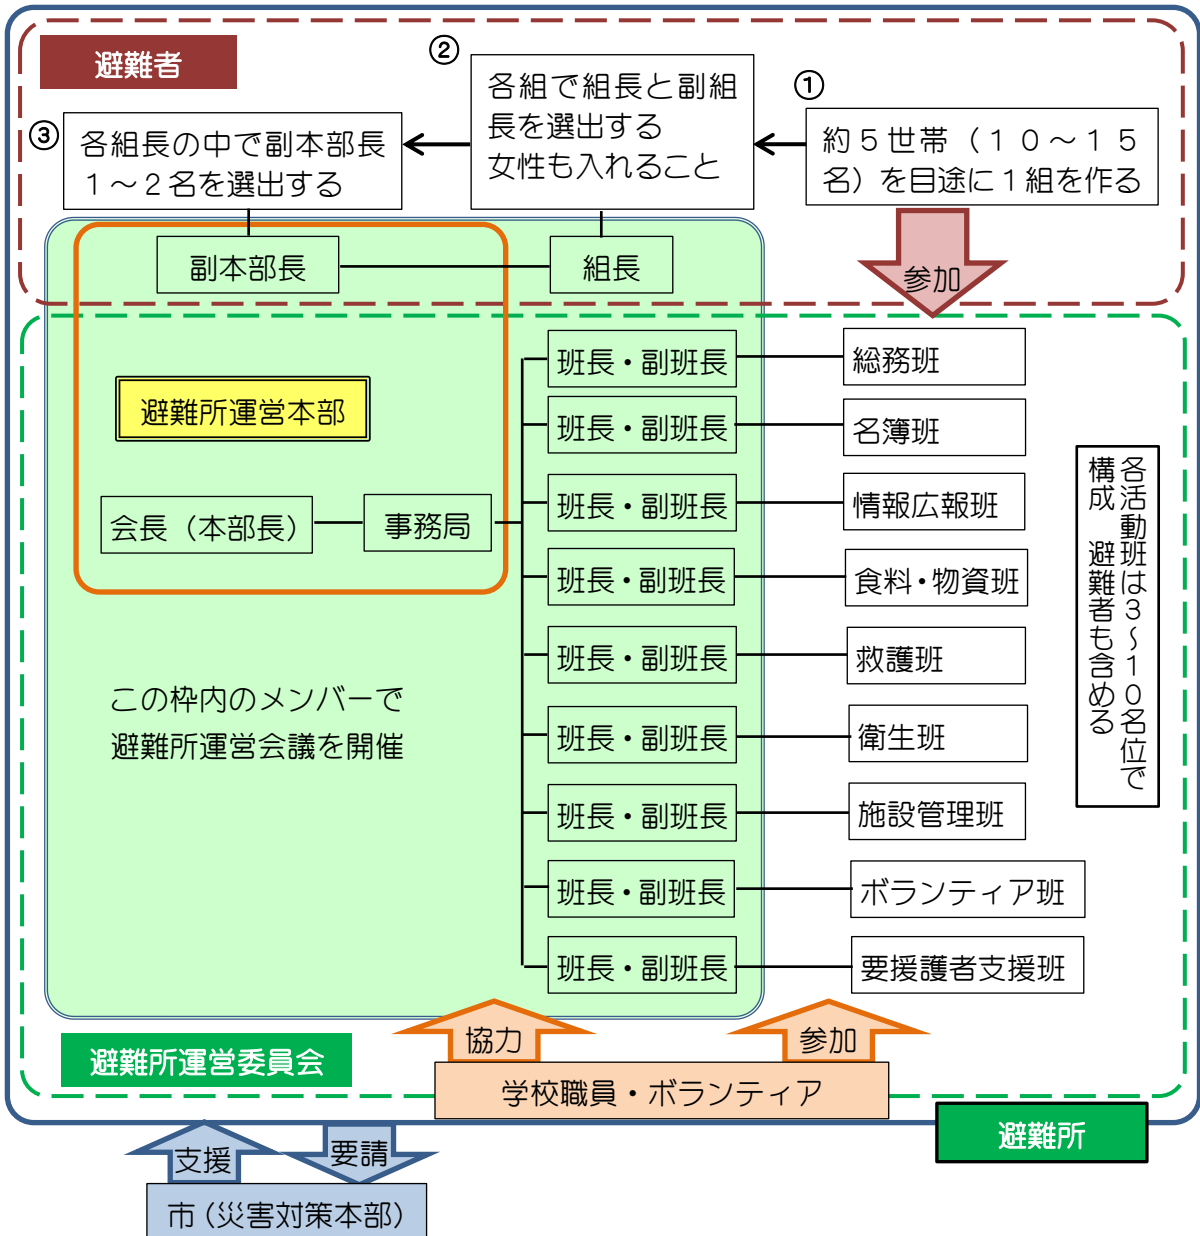 避難者
①
約５世帯（１０～１５
名）を目途に１組を作る
②
各組で組長と副組
長を選出する
女性も入れること
③
各組長の中で副本部長
１～２名を選出する
副本部長
組長
参加
避難所運営本部
会長（本部長）
事務局
この枠内のメンバーで
避難所運営会議を開催
班長・副班長
総務班
班長・副班長
名簿班
班長・副班長
情報広報班
班長・副班長
食料・物資班
班長・副班長
救護班
班長・副班長
衛生班
班長・副班長
施設管理班
班長・副班長
ボランティア班
班長・副班長
要援護者支援班
各活動班は３～１０名位で
構成　避難者も含める
協力
参加
学校職員・ボランティア
避難所運営委員会
避難所
支援
要請
市（災害対策本部）